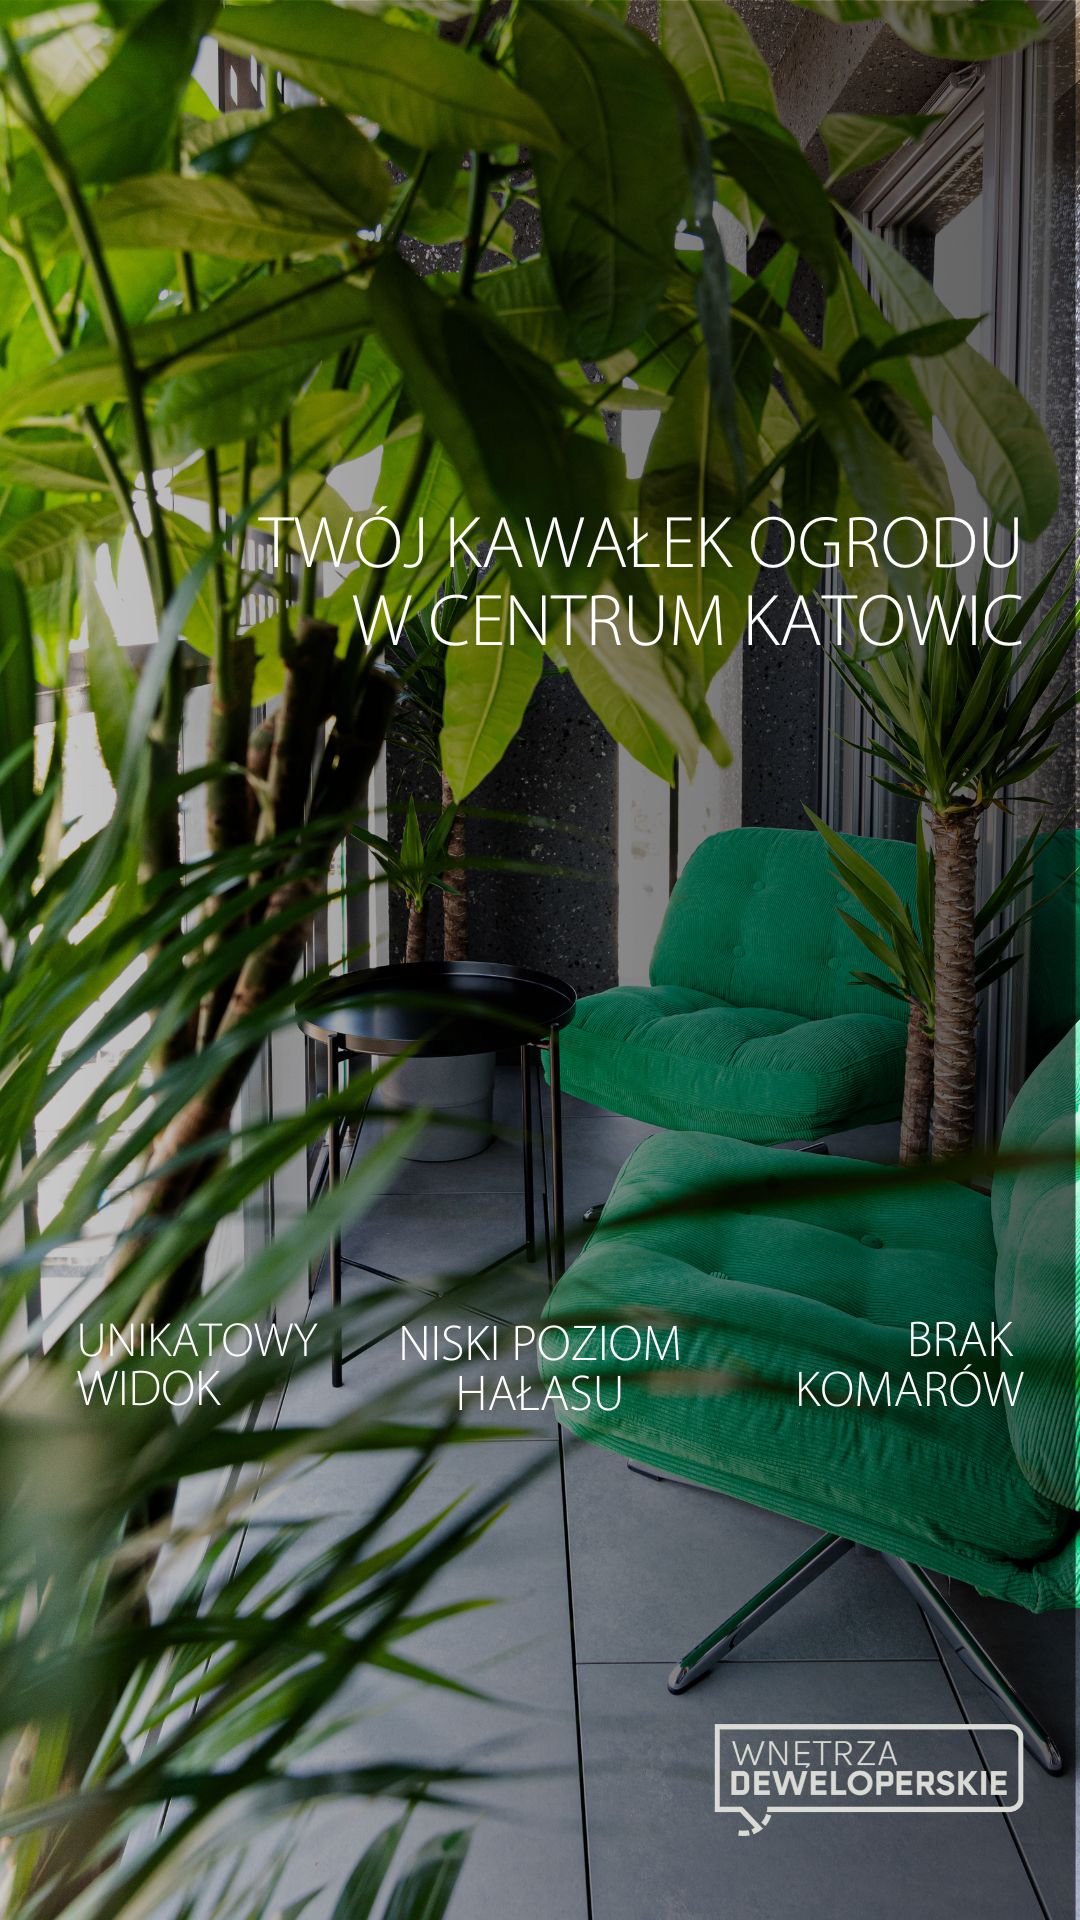 TWÓJ KAWAŁEK OGRODU
W CENTRUM KATOWIC
UNIKATOWY
WIDOK
NISKI POZIOM
HAŁASU
BRAK
KOMARÓW
WNĘTRZA
DEWELOPERSKIE